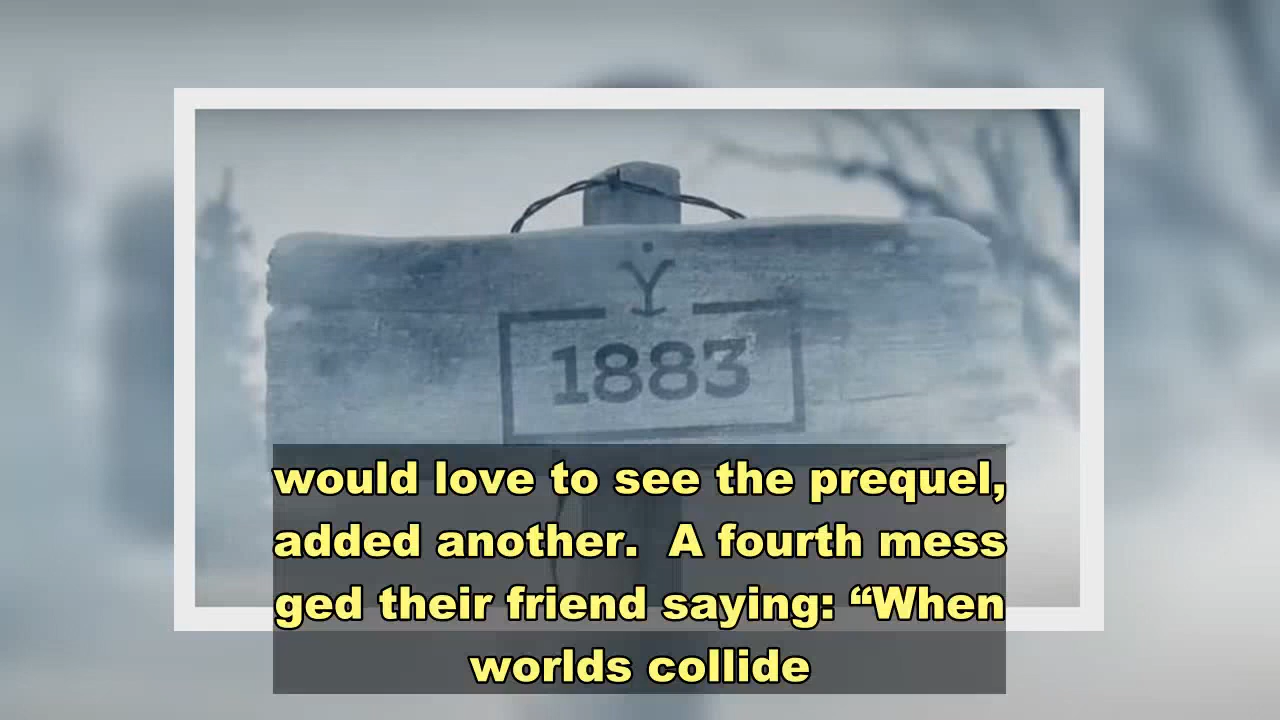 Y
1883
would love to see the prequel,
added another. A fourth mess
ged their friend saying: “When
worlds collide